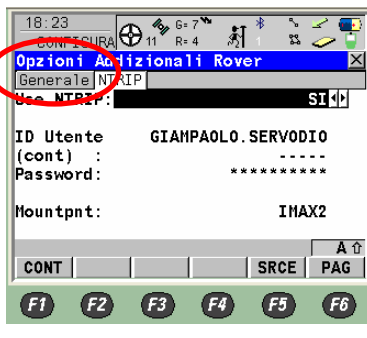 18:23
CONFIGURA 11 G= 7 R= 4 1
Opzioni Addizionali Rover
Generale NTRIP
Use NTRIP: SI
ID Utente GIAMPAOLO.SERVODIO
(cont) : -----
Password: **********
Mountpnt: IMAX2
A
CONT SRCE PAG
F1 F2 F3 F4 F5 F6